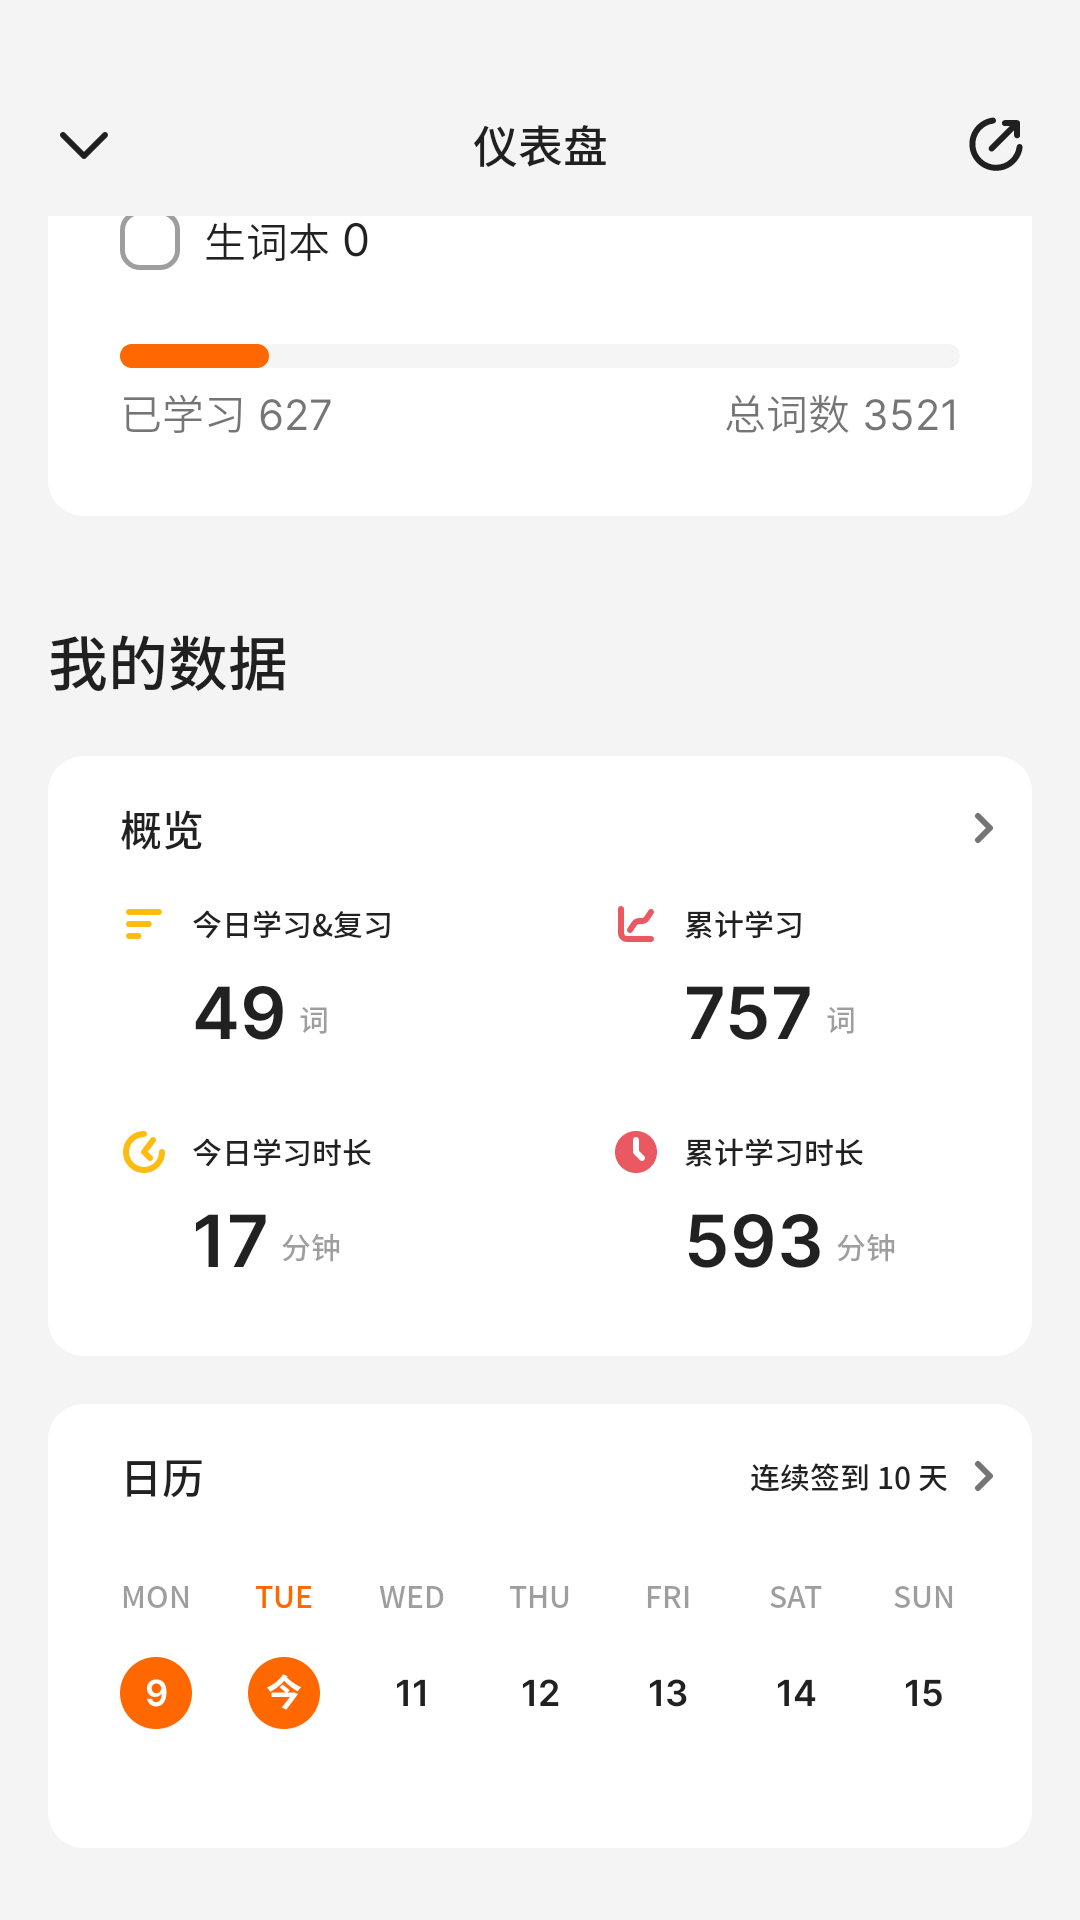 仪表盘
生词本 0
已学习 627
总词数 3521
我的数据
概览
今日学习&复习
累计学习
49 词
757 词
今日学习时长
累计学习时长
17 分钟
593 分钟
日历
连续签到 10 天
MON TUE WED THU FRI SAT SUN
9 今 11 12 13 14 15